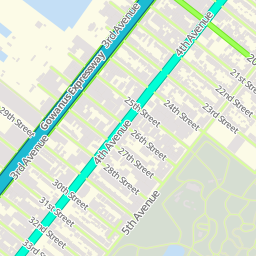 3rd Avenue
4th Avenue
20
Gowanus Expressway
21st Street
22nd Street
25th Street
24th Street
23rd Street
29th Street
3rd Avenue
4th Avenue
26th Street
27th Street
28th Street
30th Street
31st Street
32nd Street
33rd
5th Avenue